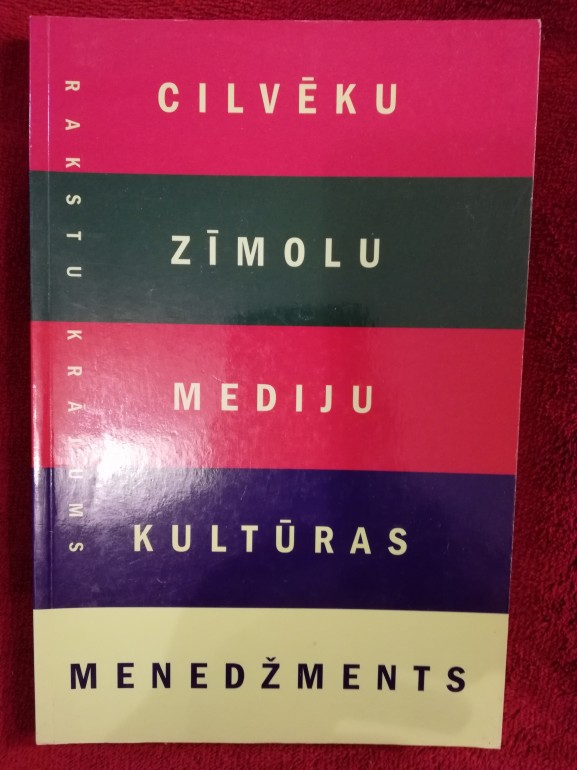 CILVĒKU
ZĪMOLU
MEDIJU
KULTŪRAS
MENEDŽMENTS
RAKSTU KRĀJUMS